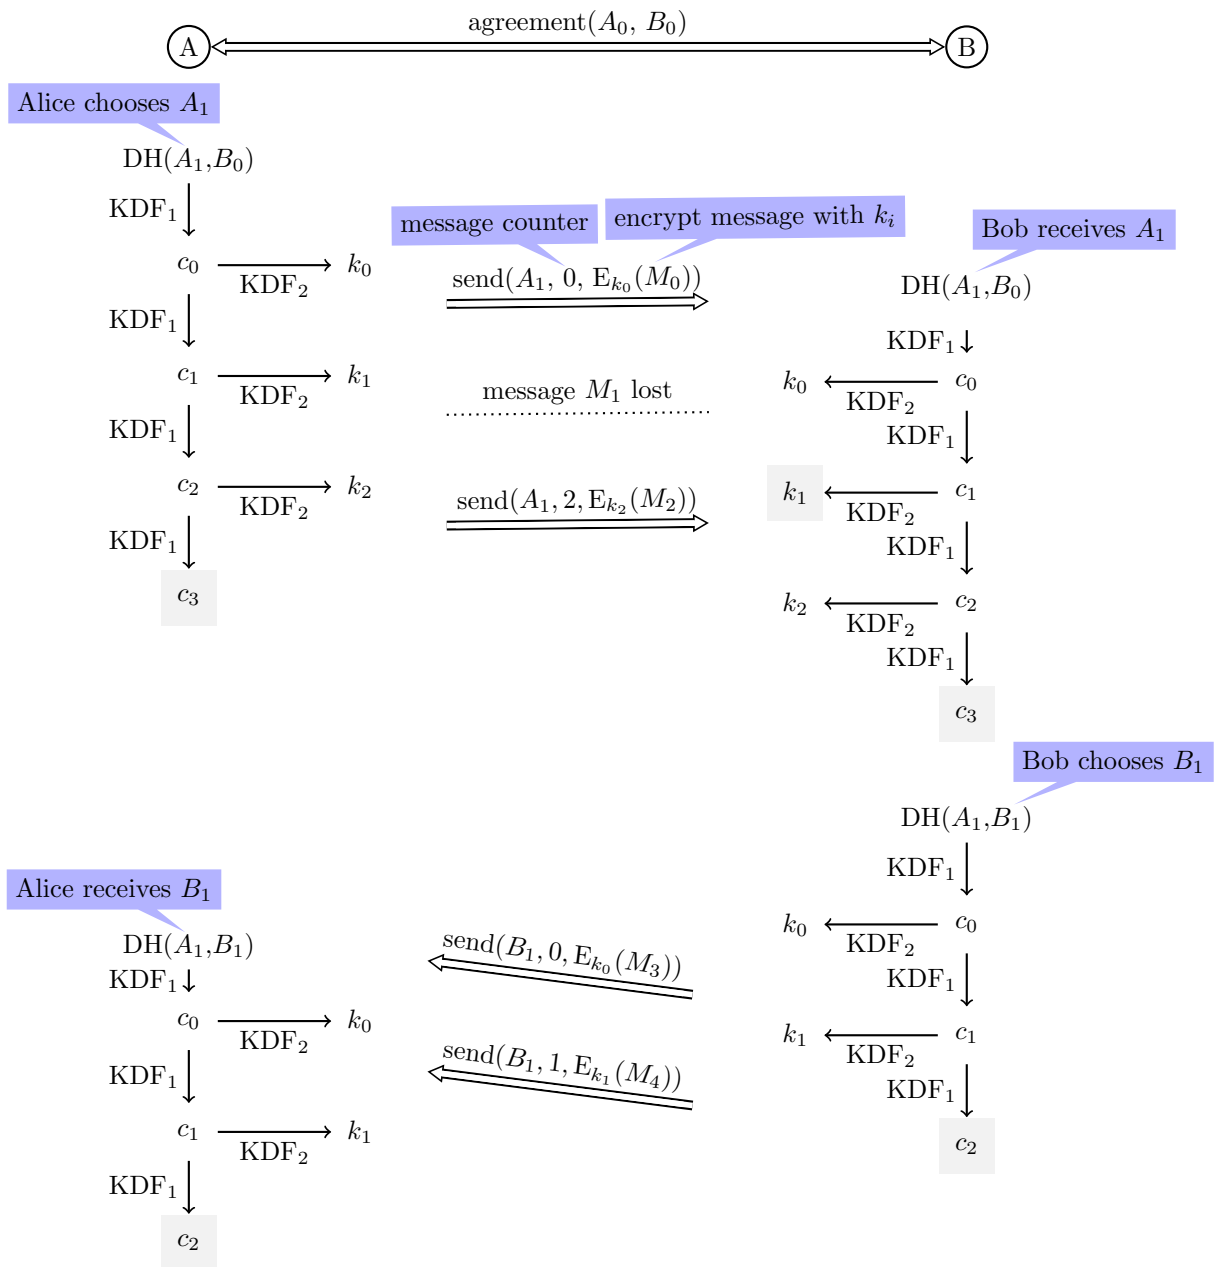 agreement(A₀, B₀)
A
B
Alice chooses A₁
DH(A₁,B₀)
KDF₁
message counter
encrypt message with kᵢ
Bob receives A₁
c₀
KDF₂
k₀
send(A₁, 0, Eₖ₀(M₀))
DH(A₁,B₀)
KDF₁
KDF₁
c₁
KDF₂
k₁
message M₁ lost
k₀
KDF₂
c₀
KDF₁
KDF₁
c₂
KDF₂
k₂
send(A₁, 2, Eₖ₂(M₂))
k₁
KDF₂
c₁
KDF₁
KDF₁
c₃
k₂
KDF₂
c₂
KDF₁
c₃
Bob chooses B₁
DH(A₁,B₁)
KDF₁
Alice receives B₁
DH(A₁,B₁)
KDF₁
send(B₁, 0, Eₖ₀(M₃))
k₀
KDF₂
c₀
KDF₁
c₀
KDF₂
k₀
KDF₁
send(B₁, 1, Eₖ₁(M₄))
k₁
KDF₂
c₁
KDF₁
c₁
KDF₂
k₁
KDF₁
c₂
c₂